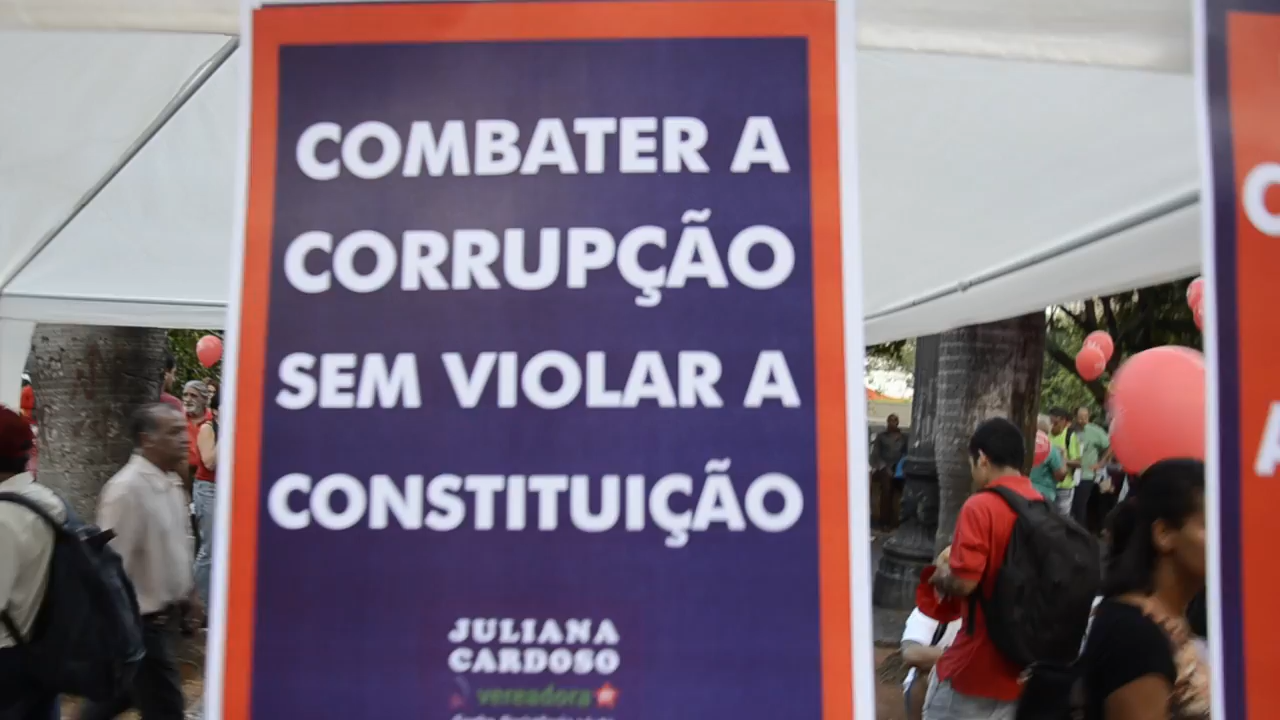 COMBATER A
CORRUPÇÃO
SEM VIOLAR A
CONSTITUIÇÃO
JULIANA
CARDOSO
vereadora